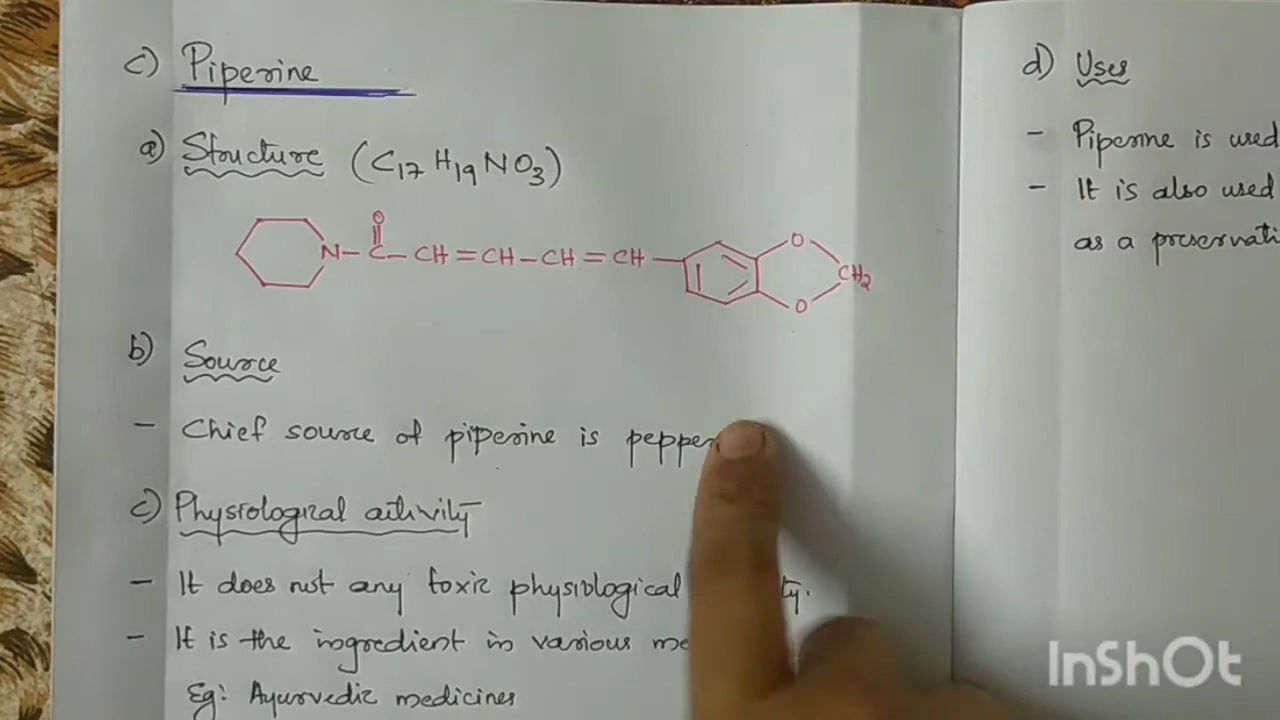 c) Piperine
a) Structure (C17 H19 NO3)
N-C-CH=CH-CH=CH
O
O
CH2
O
b) Source
- Chief source of piperine is pepper
c) Physiological activity
- It does not any toxic physiological
- It is the ingredient in various
Eg: Ayurvedic medicines
d) Uses
- Piperine is used
- It is also used
as a
InShOt